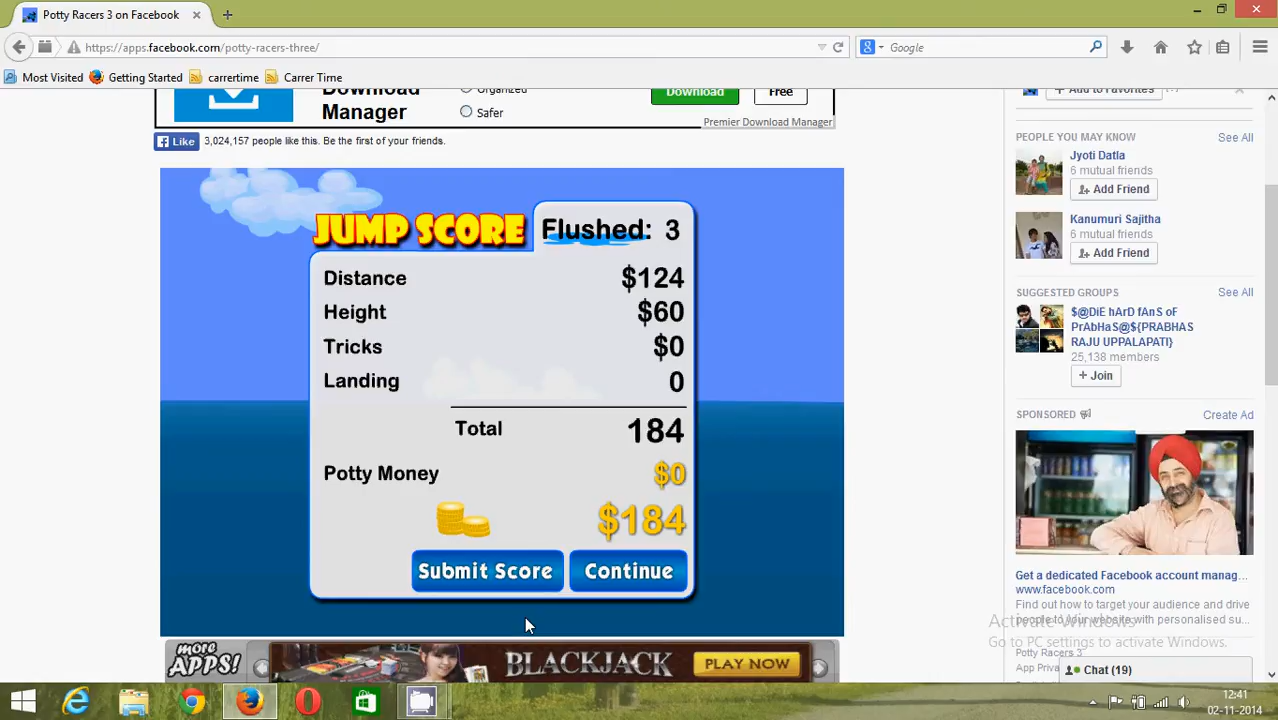 Potty Racers 3 on Facebook
https://apps.facebook.com/potty-racers-three/
Google
Most Visited
Getting Started
carrertime
Carrer Time
Download
Manager
Organized
Safer
Download
Free
Premier Download Manager
Like
3,024,157 people like this. Be the first of your friends.
JUMP SCORE
Flushed: 3
Distance $124
Height $60
Tricks $0
Landing 0
Total 184
Potty Money $0
$184
Submit Score
Continue
more
APPS!
BLACKJACK
PLAY NOW
+ Add to Favorites
PEOPLE YOU MAY KNOW
See All
Jyoti Datla
6 mutual friends
Add Friend
Kanumuri Sajitha
6 mutual friends
Add Friend
SUGGESTED GROUPS
See All
$@DiE hArD fAnS oF
PrAbHaS@${PRABHAS
RAJU UPPALAPATI}
25,138 members
+ Join
SPONSORED
Create Ad
Get a dedicated Facebook account manag...
www.facebook.com
Find out how to target your audience and drive
people to your website with personalised su...
Activate Windows
Go to PC settings to activate Windows.
Potty Racers 3
App Priva
Chat (19)
12:41
02-11-2014